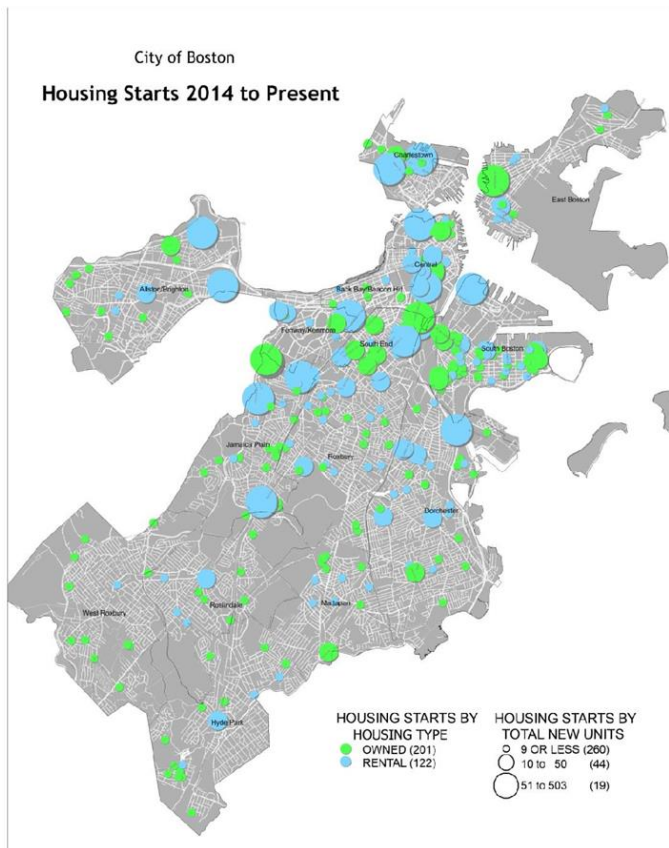 City of Boston
Housing Starts 2014 to Present
Charlestown
East Boston
Central
Allston/Brighton
Back Bay/Beacon Hill
Fenway/Kenmore
South End
South Boston
Jamaica Plain
Roxbury
Dorchester
West Roxbury
Roslindale
Mattapan
Hyde Park
HOUSING STARTS BY
HOUSING TYPE
OWNED (201)
RENTAL (122)
HOUSING STARTS BY
TOTAL NEW UNITS
9 OR LESS (260)
10 to 50 (44)
51 to 503 (19)